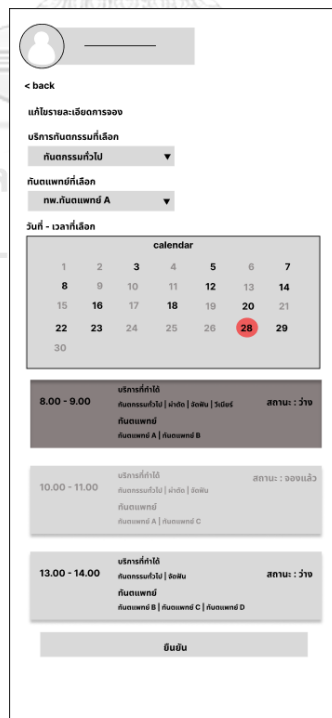 < back
แก้ไขรายละเอียดการจอง
บริการทันตกรรมที่เลือก
ทันตกรรมทั่วไป ▼
ทันตแพทย์ที่เลือก
ทพ.ทันตแพทย์ A ▼
วันที่ - เวลาที่เลือก
calendar
1 2 3 4 5 6 7
8 9 10 11 12 13 14
15 16 17 18 19 20 21
22 23 24 25 26 28 29
30
บริการที่ทำได้
8.00 - 9.00 ทันตกรรมทั่วไป | ผ่าตัด | จัดฟัน | วีเนียร์ สถานะ : ว่าง
ทันตแพทย์
ทันตแพทย์ A | ทันตแพทย์ B
บริการที่ทำได้ สถานะ : จองแล้ว
10.00 - 11.00 ทันตกรรมทั่วไป | ผ่าตัด | จัดฟัน
ทันตแพทย์
ทันตแพทย์ A | ทันตแพทย์ C
บริการที่ทำได้
13.00 - 14.00 ทันตกรรมทั่วไป | จัดฟัน สถานะ : ว่าง
ทันตแพทย์
ทันตแพทย์ B | ทันตแพทย์ C | ทันตแพทย์ D
ยืนยัน